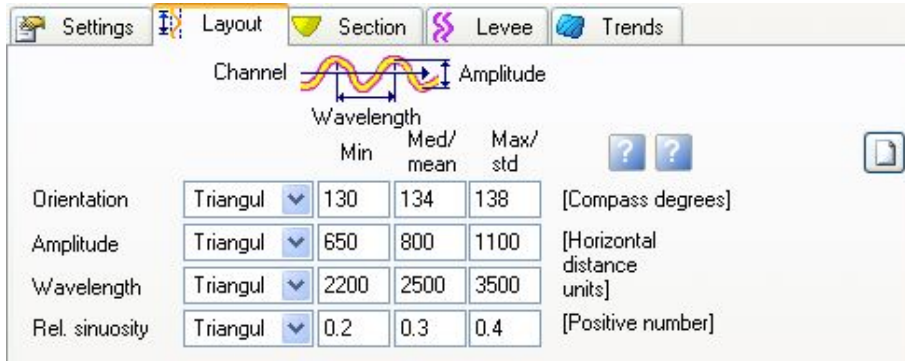 Settings Layout Section Levee Trends
Channel Amplitude
Wavelength
Min Med/ mean Max/ std
? ?
Orientation Triangul 130 134 138 [Compass degrees]
Amplitude Triangul 650 800 1100 [Horizontal distance units]
Wavelength Triangul 2200 2500 3500
Rel. sinuosity Triangul 0.2 0.3 0.4 [Positive number]